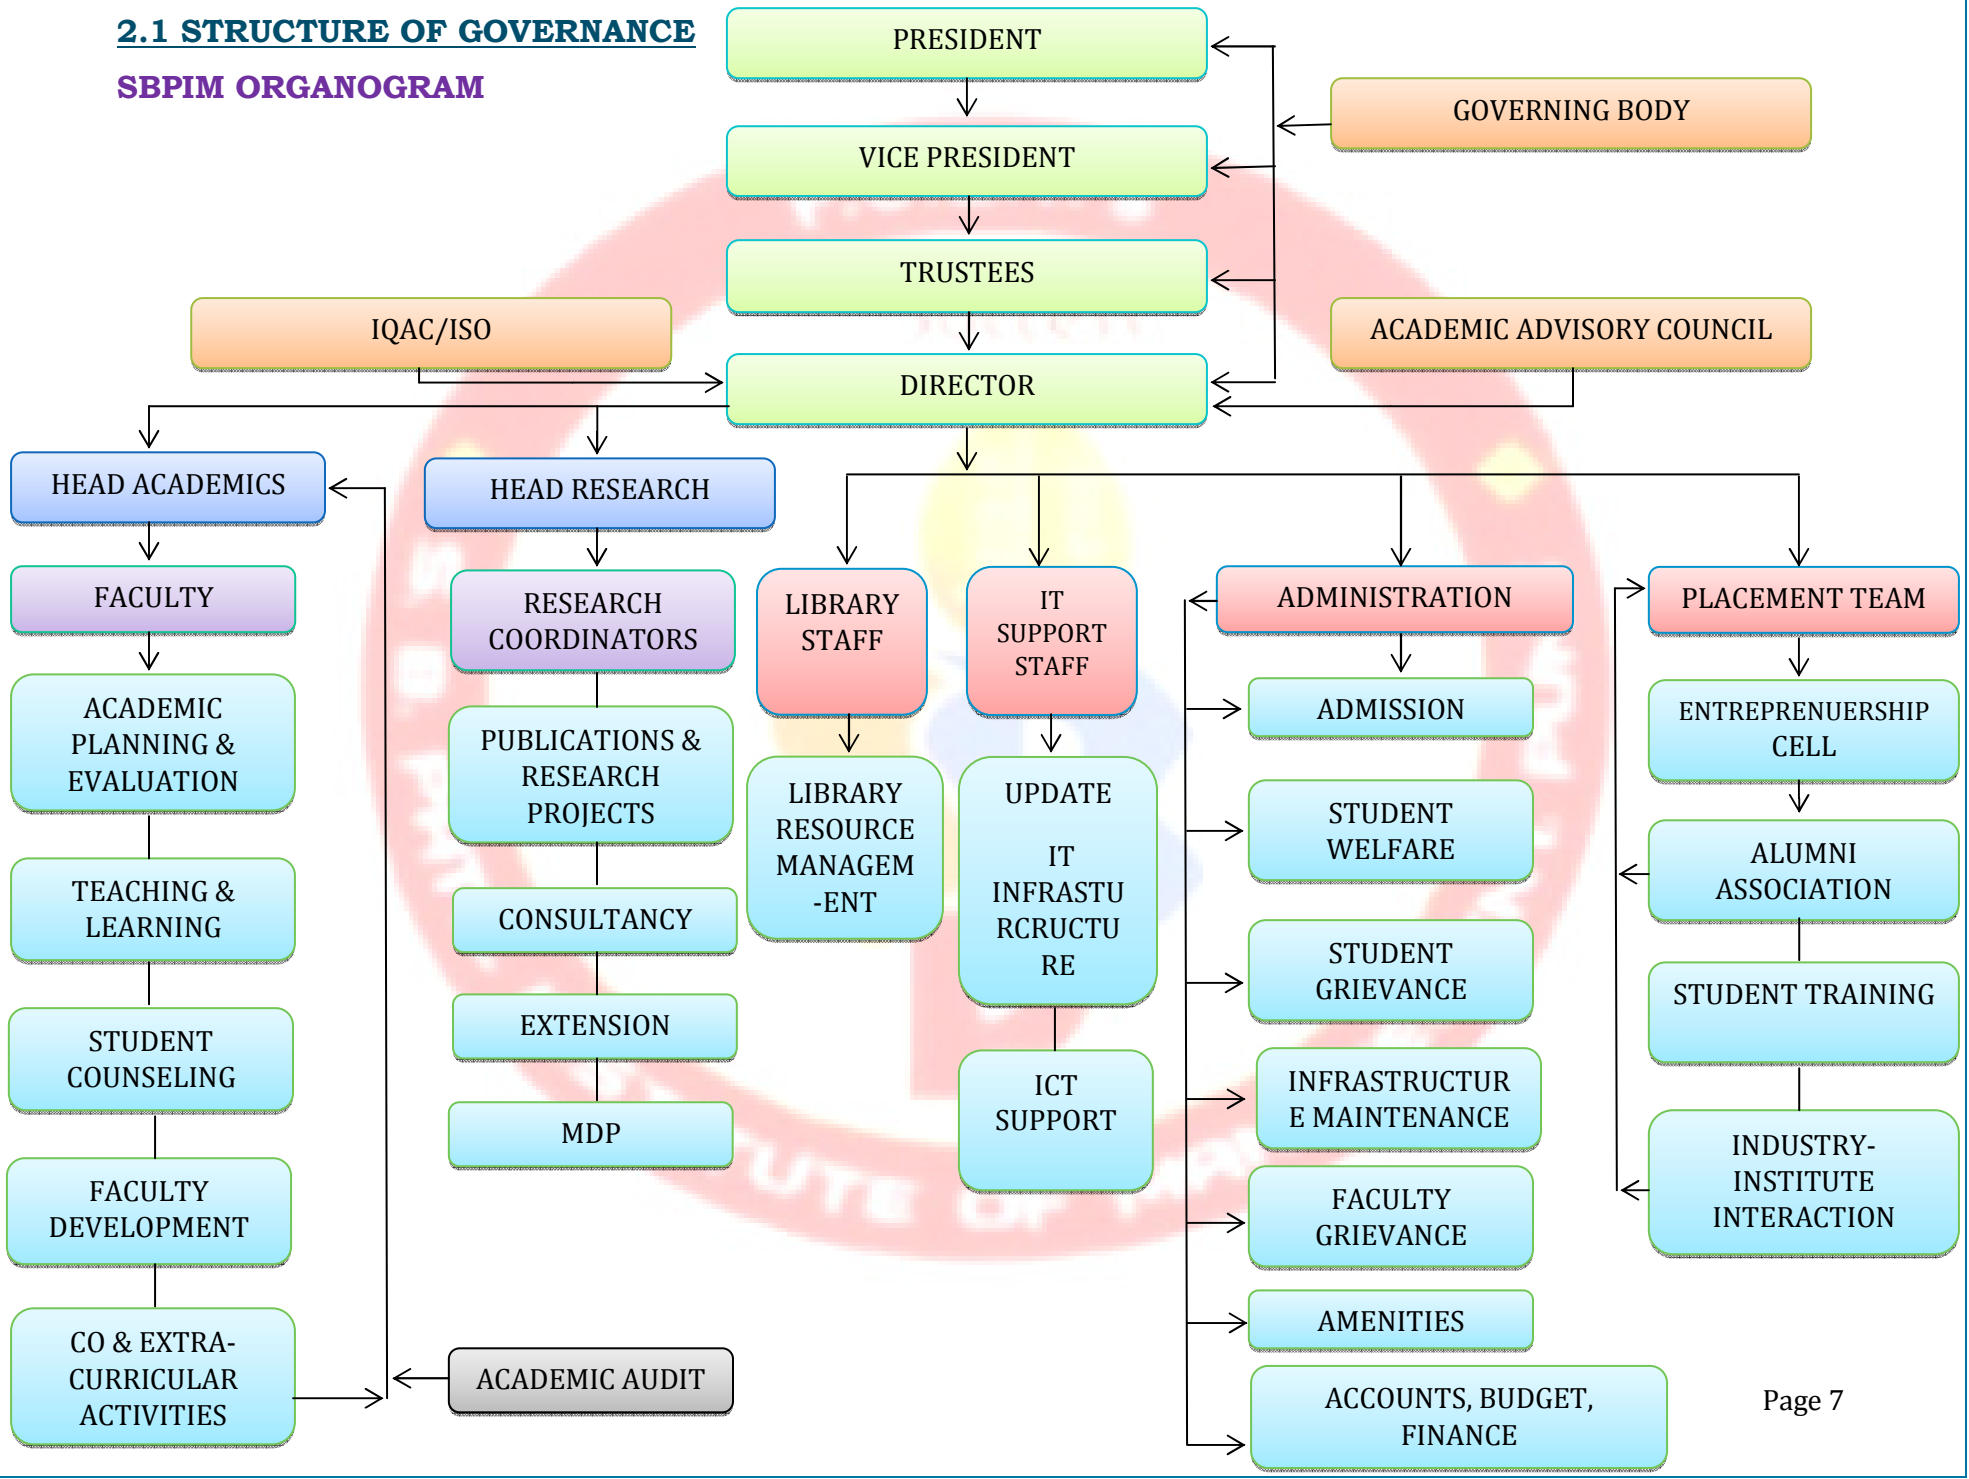 2.1 STRUCTURE OF GOVERNANCE
SBPIM ORGANOGRAM
PRESIDENT
GOVERNING BODY
VICE PRESIDENT
TRUSTEES
IQAC/ISO
ACADEMIC ADVISORY COUNCIL
DIRECTOR
HEAD ACADEMICS
HEAD RESEARCH
FACULTY
RESEARCH
COORDINATORS
LIBRARY
STAFF
IT
SUPPORT
STAFF
ADMINISTRATION
PLACEMENT TEAM
ACADEMIC
PLANNING &
EVALUATION
TEACHING &
LEARNING
STUDENT
COUNSELING
FACULTY
DEVELOPMENT
CO & EXTRA-
CURRICULAR
ACTIVITIES
PUBLICATIONS &
RESEARCH
PROJECTS
CONSULTANCY
EXTENSION
MDP
ACADEMIC AUDIT
LIBRARY
RESOURCE
MANAGEM
-ENT
UPDATE
IT
INFRASTU
RCRUCTU
RE
ICT
SUPPORT
ADMISSION
STUDENT
WELFARE
STUDENT
GRIEVANCE
INFRASTRUCTUR
E MAINTENANCE
FACULTY
GRIEVANCE
AMENITIES
ACCOUNTS, BUDGET,
FINANCE
ENTREPRENUERSHIP
CELL
ALUMNI
ASSOCIATION
STUDENT TRAINING
INDUSTRY-
INSTITUTE
INTERACTION
Page 7